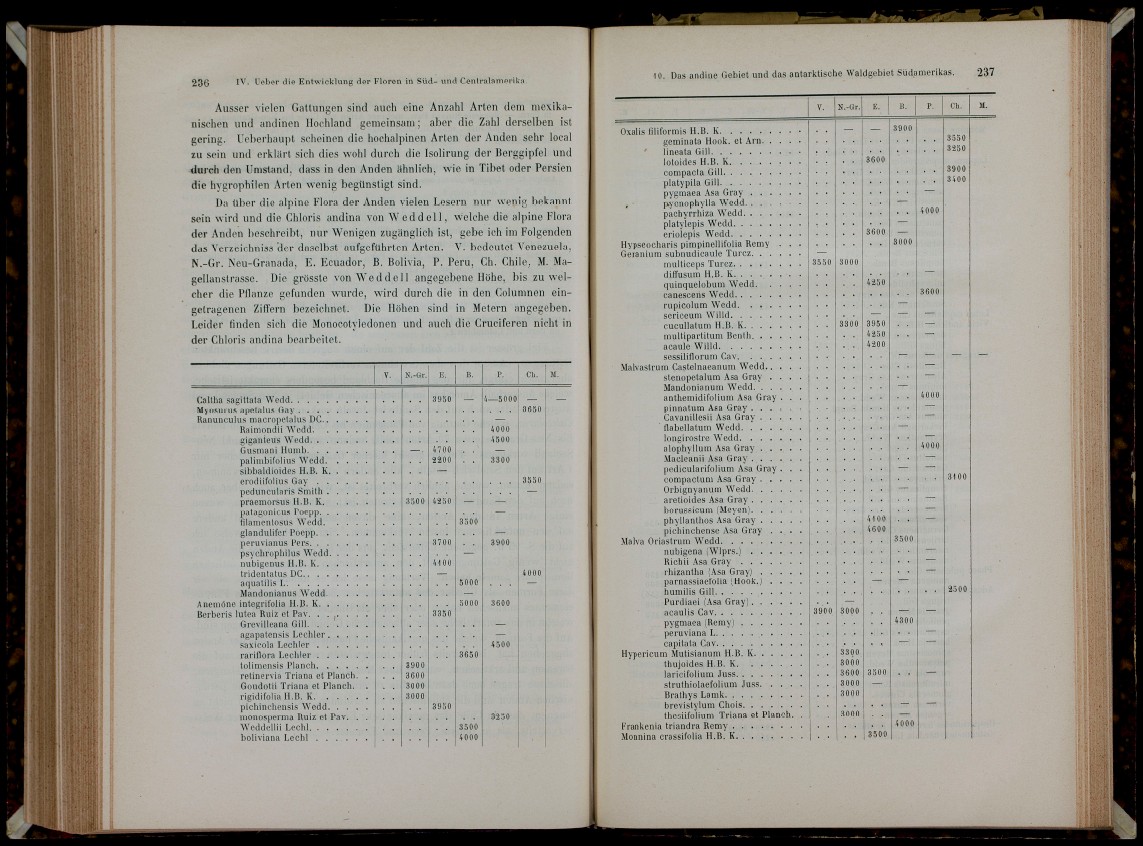 236 IV. Ueber die Entwicklung der Floren in Süd- und Centralamerika
Ausser vielen Gattungen sind auch eine Anzahl Arten dem mexika-
nischen und andinen Hochland gemeinsam; aber die Zahl derselben ist
gering. Ueberhaupt scheinen die hochalpinen Arten der Anden sehr local
zu sein und erklärt sich dies wohl durch die Isolirung der Berggipfel und
durch den Umstand, dass in den Anden ähnlich, wie in Tibet oder Persien
die hygrophilen Arten wenig begünstigt sind.
Da über die alpine Flora der Anden vielen Lesern nur wenig bekannt
sein wird und die Chloris andina von Weddell, welche die alpine Flora
der Anden beschreibt, nur Wenigen zugänglich ist, gebe ich im Folgenden
das Verzeichniss der daselbst aufgeführten Arten. V. bedeutet Venezuela,
N.-Gr. Neu-Granada, E. Ecuador, B. Bolivia, P. Peru, Ch. Chile, M. Ma-
gellanstrasse. Die grösste von Weddell angegebene Höhe, bis zu wel-
cher die Pflanze gefunden wurde, wird durch die in den Columnen ein-
getragenen Ziffern bezeichnet. Die Höhen sind in Metern angegeben.
Leider finden sich die Monocotyledonen und auch die Cruciferen nicht in
der Chloris andina bearbeitet.
V. N.-Gr. E. B. P. Ch. M.
Caltha sagittata Wedd. 3950 — 4—5000 — —
Myosurus apetalus Gay 3650
Ranunculus macropetalus DC. —
Raimondii Wedd. 4000
giganteus Wedd. 4500
Gusmani Humb. — 4700 —
palimbifolius Wedd. 2200 3300
sibbaldioides H.B. K. —
erodiifolius Gay 3550
peduncularis Smith —
praemorsus H.B. K. 3500 4250 — —
patagonicus Poepp. —
filamentosus Wedd. 3500
glandulifer Poepp. —
peruvianus Pers. 3700 3900
psychrophilus Wedd. —
nubigenus H.B. K. 4100
tridentatus DC. — 4000
aquatilis L. 5000 —
Mandonianus Wedd. —
Anemone integrifolia H.B. K. 5000 3600
Berberis lutea Ruiz et Pav. 3350
Grevilleana Gill. —
agapatensis Lechler —
saxicola Lechler 4500
rariflora Lechler 3650
tolimensis Planch. 3900
retinervia Triana et Planch. 3600
Goudotii Triana et Planch. 3000
rigidifolia H.B. K. 3000
pichinchensis Wedd. 3950
monosperma Ruiz et Pav. 3250
Weddellii Lechl. 3500
boliviana Lechl 4000
10. Das andine Gebiet und das antarktische Waldgebiet Südamerikas. 237
V. N.-Gr. E. B. P. Ch. M.
Oxalis filiformis H.B. K. — — 3900
geminata Hook. et Arn. 3550
lineata Gill. 3250
lotoides H.B. K. 3600
compacta Gill. 3900
platypila Gill. 3400
pygmaea Asa Gray —
pycnophylla Wedd. —
pachyrrhiza Wedd. 4000
platylepis Wedd. —
eriolepis Wedd. 3600 —
Hypseocharis pimpinellifolia Remy 3000
Geranium subnudicaule Turcz. —
multiceps Turcz. 3550 3000
diffusum H.B. K. —
quinquelobum Wedd. 4250
canescens Wedd. 3600
rupicolum Wedd. —
sericeum Willd. — —
cucullatum H.B. K. 3300 3950 —
multipartitum Benth. 4250 —
acaule Willd. 4200
sessiliflorum Cav. — — — —
Malvastrum Castelnaeanum Wedd. —
stenopetalum Asa Gray —
Mandonianum Wedd. —
anthemidifolium Asa Gray 4000
pinnatum Asa Gray —
Cavanillesii Asa Gray —
flabellatum Wedd. —
longirostre Wedd. —
alophyllum Asa Gray 4000
Macleanii Asa Gray —
pedicularifolium Asa Gray — —
compactum Asa Gray 3100
Orbignyanum Wedd. —
aretioides Asa Gray —
borussicum (Meyen) —
phyllanthos Asa Gray 4100 —
pichinchense Asa Gray 4600
Malva Oriastrum Wedd. 3500
nubigena (Wlprs.) —
Richii Asa Gray —
rhizantha (Asa Gray) —
parnassiaefolia (Hook.) — —
humilis Gill. 2500
Purdiaei (Asa Gray) —
acaulis Cav. 3900 3000 — —
pygmaea (Remy) 4300
peruviana L. —
capitata Cav. — —
Hypericum Mutisianum H.B. K. 3300
thujoides H.B. K. 3000
laricifolium Juss. 3600 3500 —
struthiolaefolium Juss. 3000 —
Brathys Lamk. 3000
brevistylum Chois. — —
thesiifolium Triana et Planch. 3000 —
Frankenia triandra Remy 4000
Monnina crassifolia H.B. K. 3500